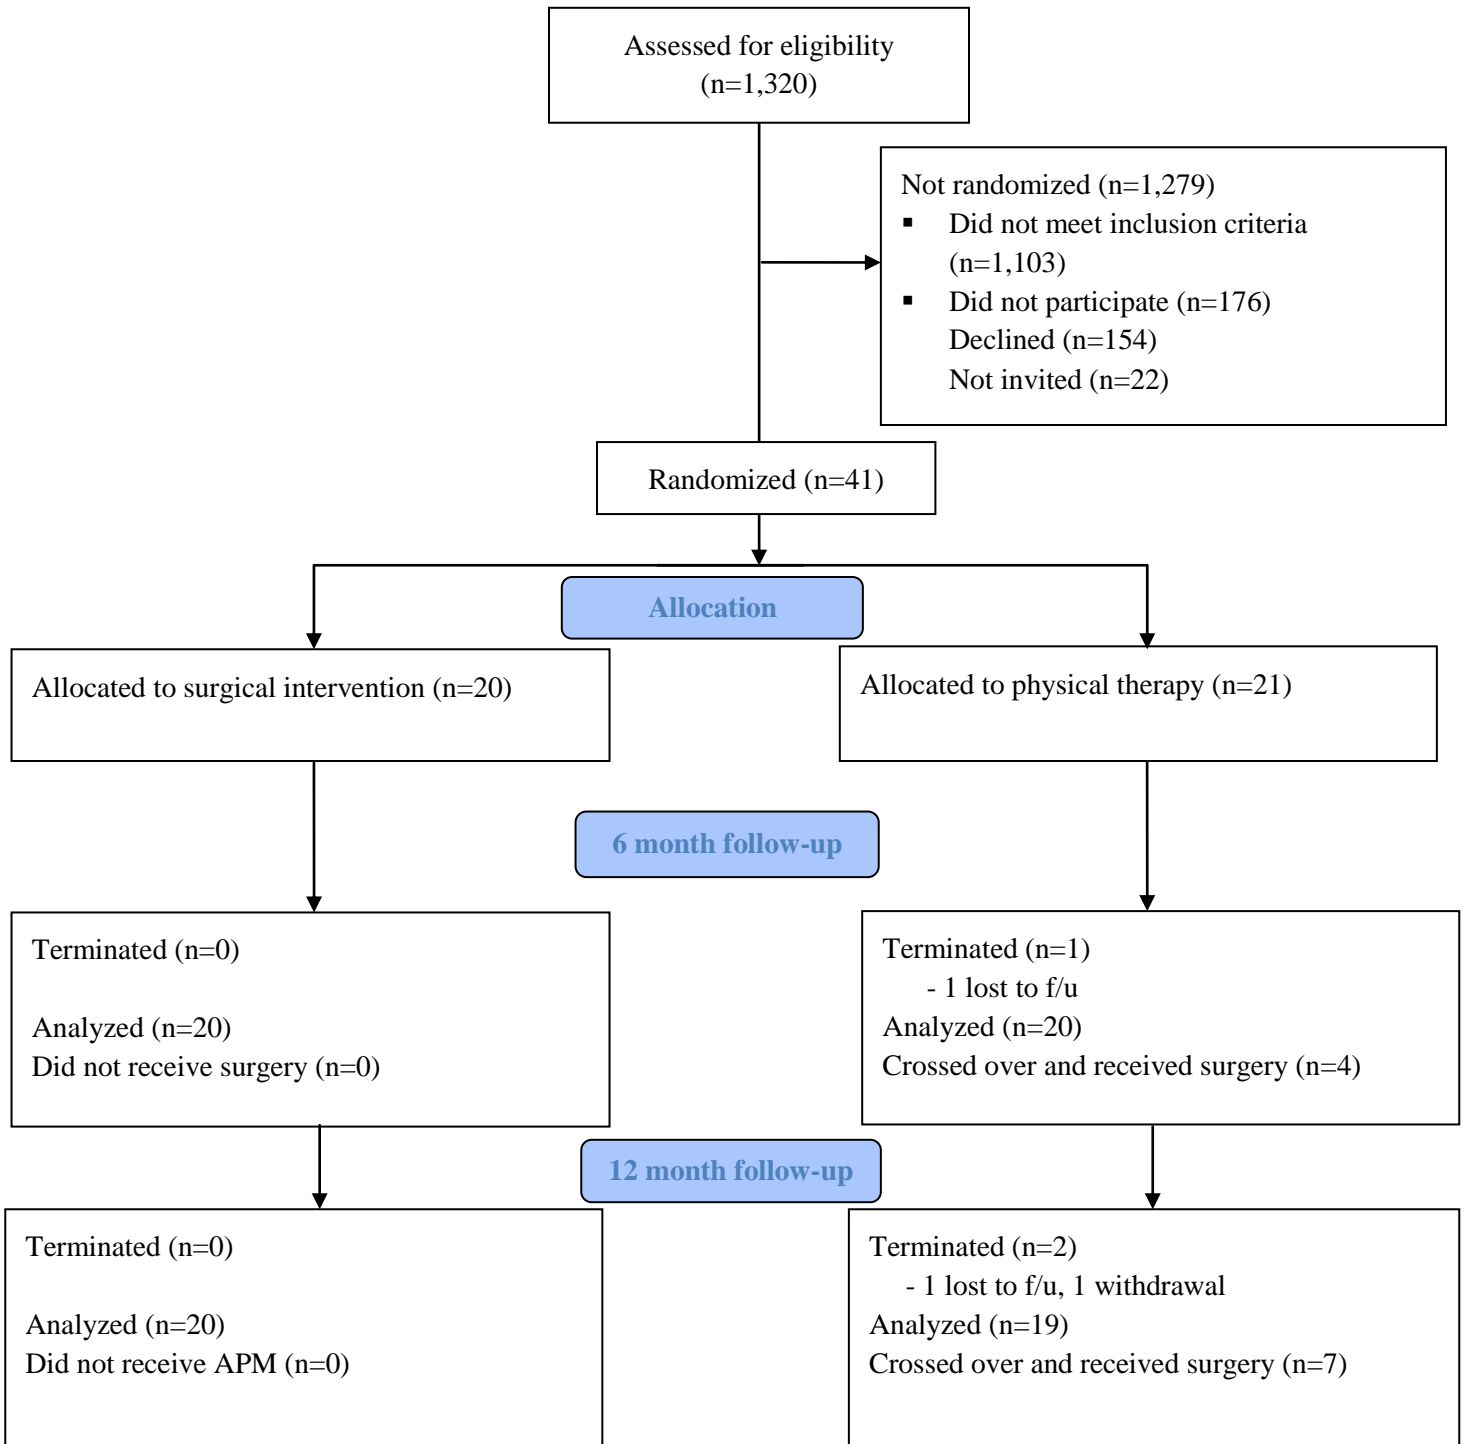 Assessed for eligibility
(n=1,320)
Not randomized (n=1,279)
▪ Did not meet inclusion criteria
(n=1,103)
▪ Did not participate (n=176)
Declined (n=154)
Not invited (n=22)
Randomized (n=41)
Allocation
Allocated to surgical intervention (n=20)
Allocated to physical therapy (n=21)
6 month follow-up
Terminated (n=0)
Analyzed (n=20)
Did not receive surgery (n=0)
Terminated (n=1)
- 1 lost to f/u
Analyzed (n=20)
Crossed over and received surgery (n=4)
12 month follow-up
Terminated (n=0)
Analyzed (n=20)
Did not receive APM (n=0)
Terminated (n=2)
- 1 lost to f/u, 1 withdrawal
Analyzed (n=19)
Crossed over and received surgery (n=7)